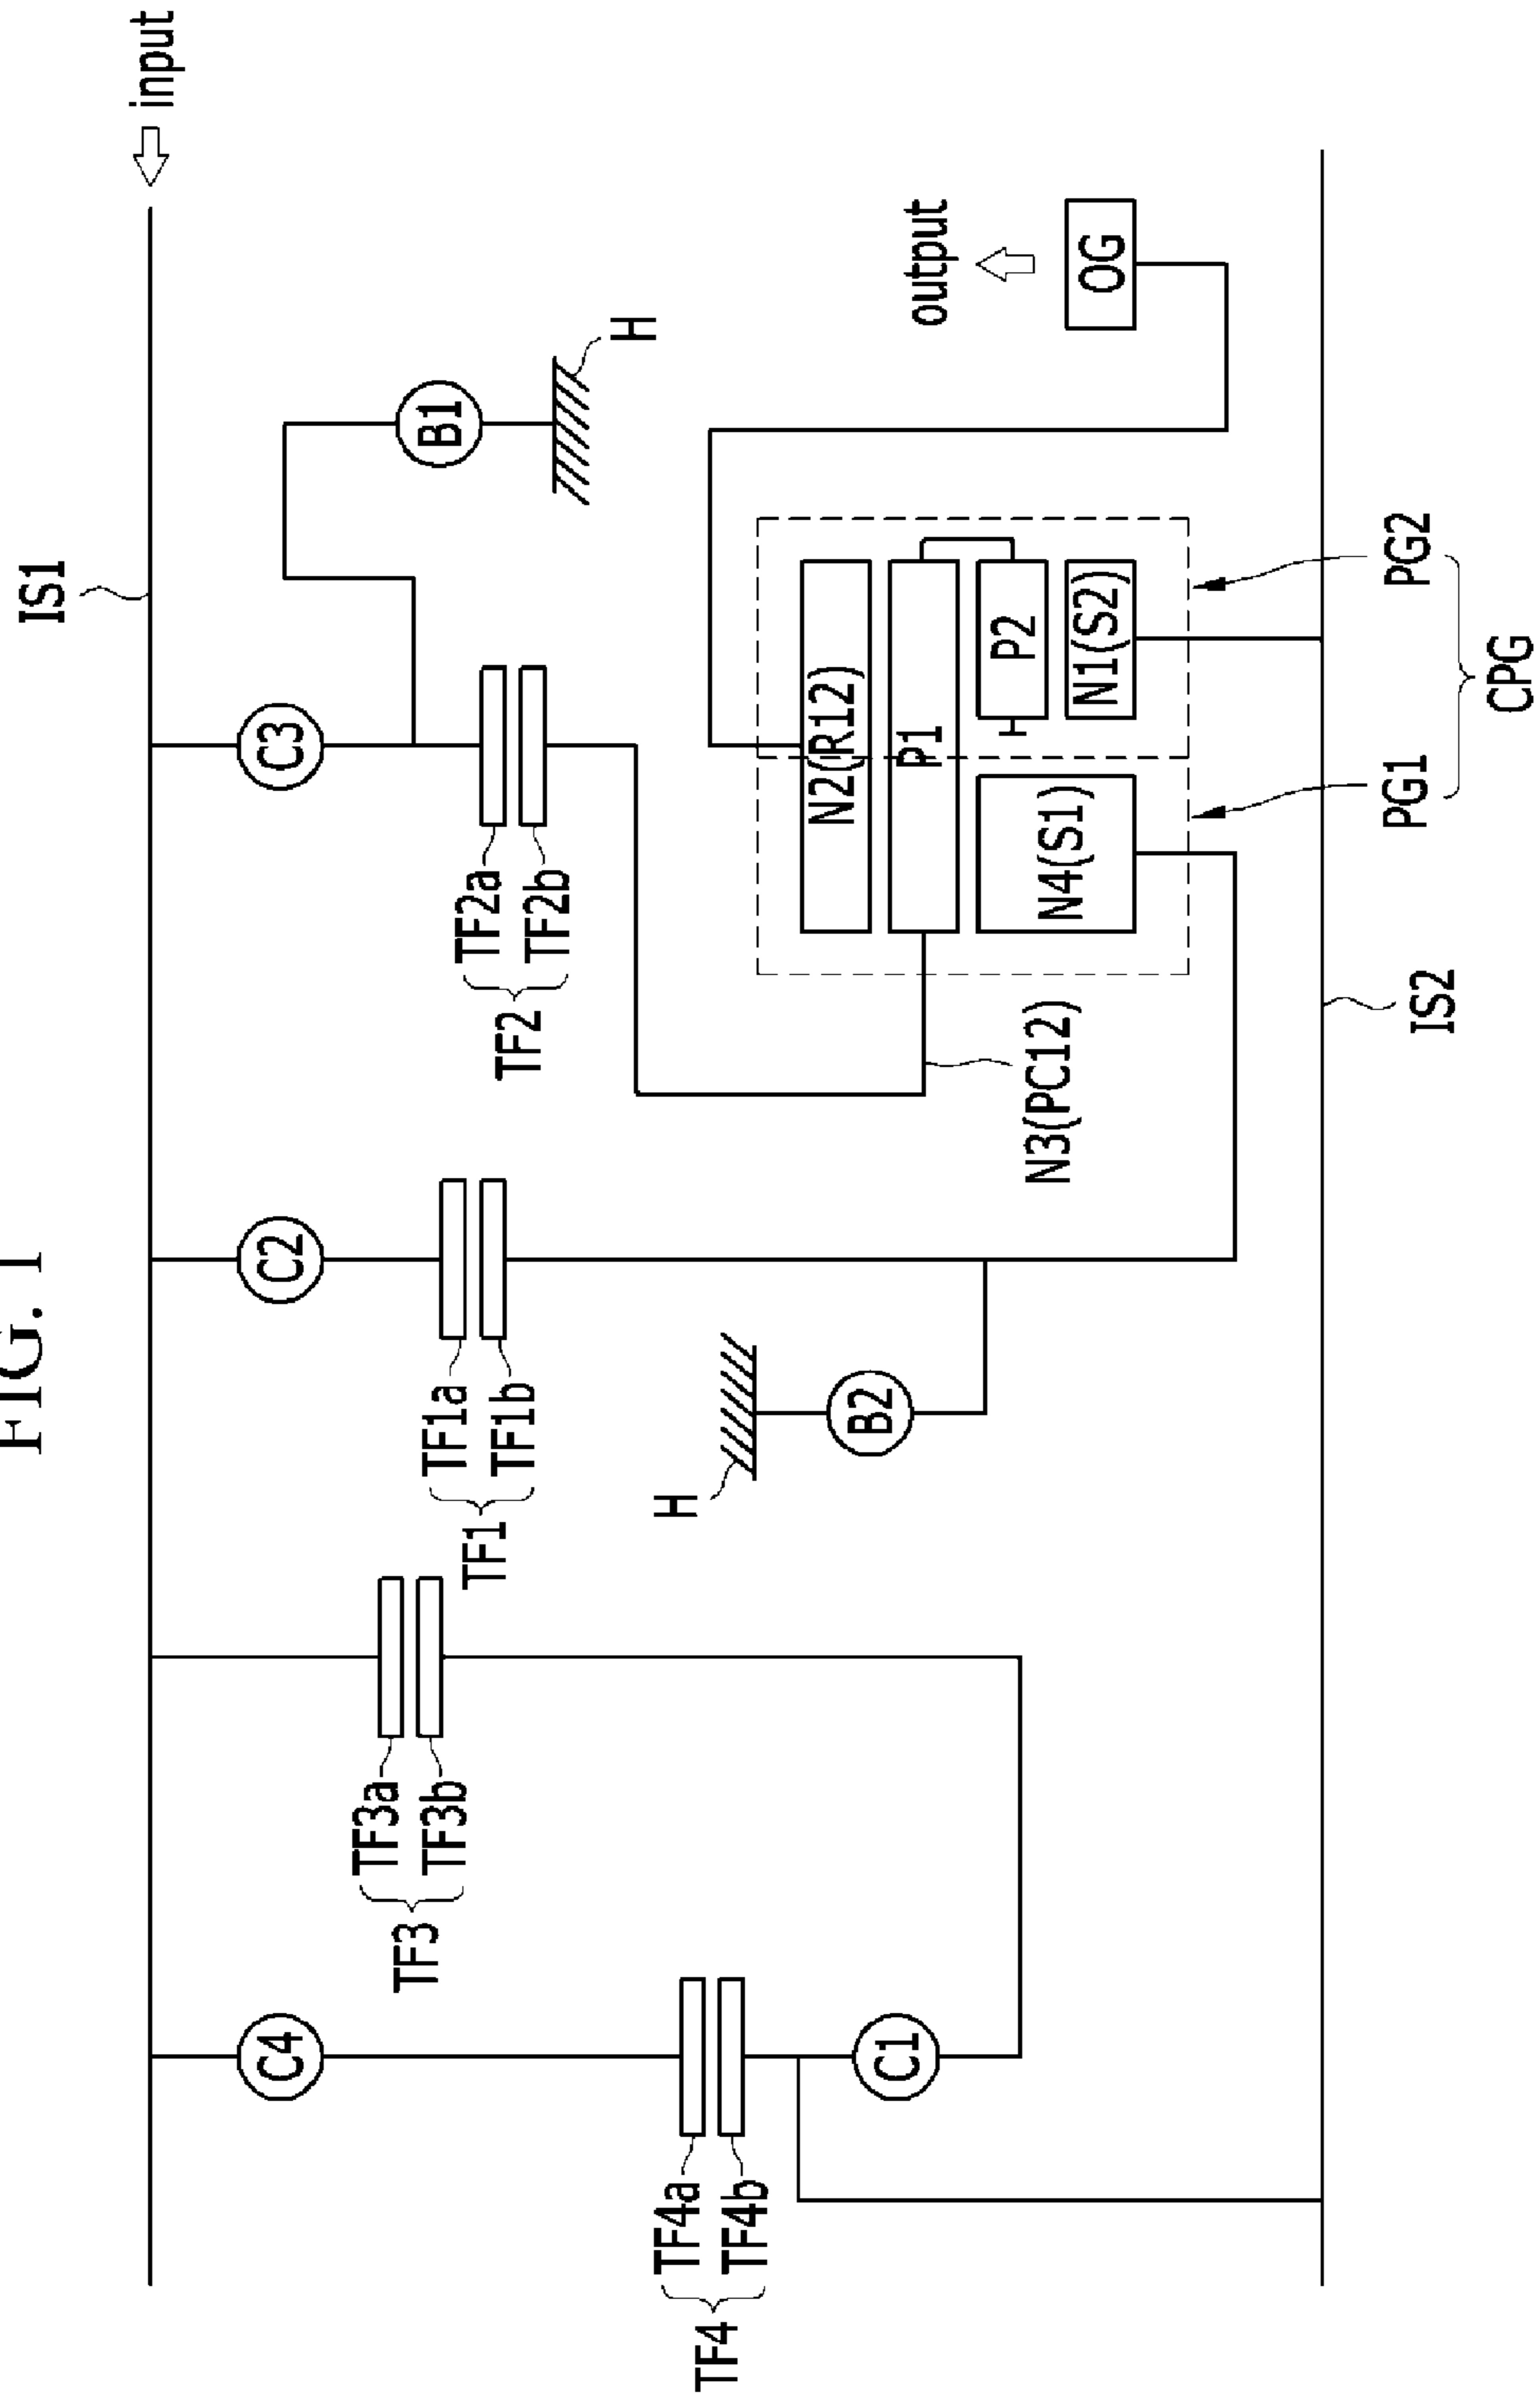 FIG. 1
IS1
input
C4
C2
C3
B1
H
TF3a
TF3b
TF3
TF1a
TF1b
TF1
TF2a
TF2b
TF2
TF4a
TF4b
TF4
C1
H
B2
N3(PC12)
N2(R12)
P1
P2
N4(S1)
N1(S2)
output
OG
IS2
PG1
PG2
CPG